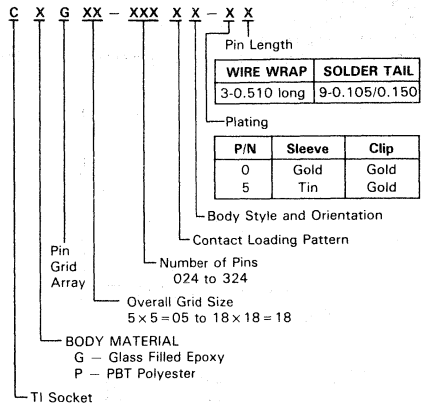 C X G XX – XXX X X – X X
Pin Length
WIRE WRAP SOLDER TAIL
3-0.510 long 9-0.105/0.150
Plating
P/N Sleeve Clip
0 Gold Gold
5 Tin Gold
Body Style and Orientation
Contact Loading Pattern
Pin
Grid
Array
Number of Pins
024 to 324
Overall Grid Size
5 × 5 = 05 to 18 × 18 = 18
BODY MATERIAL
G – Glass Filled Epoxy
P – PBT Polyester
TI Socket